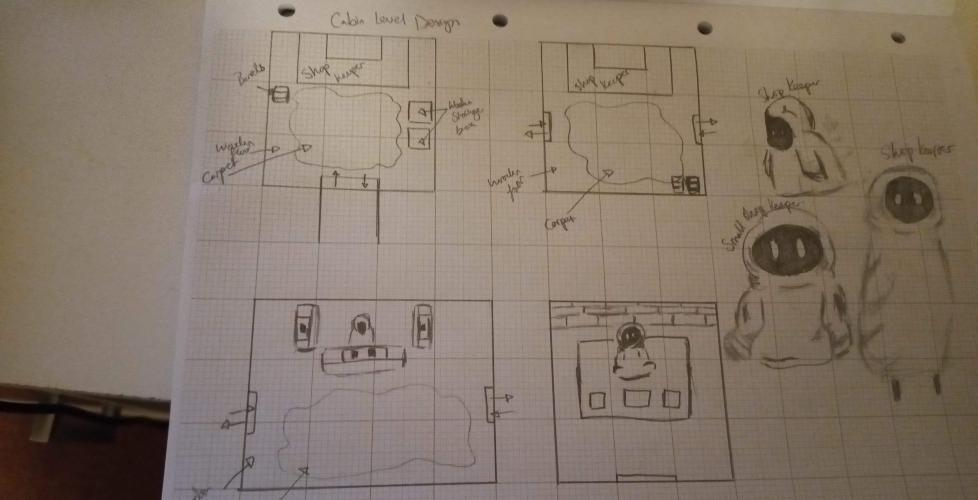 Cabin Level Design
Shop
Keeper
Barrels
Wooden
Storage
box
Wooden
floor
Carpet
Shop Keeper
Wooden
floor
Carpet
Shop Keeper
Shop Keeper
Small Shop Keeper